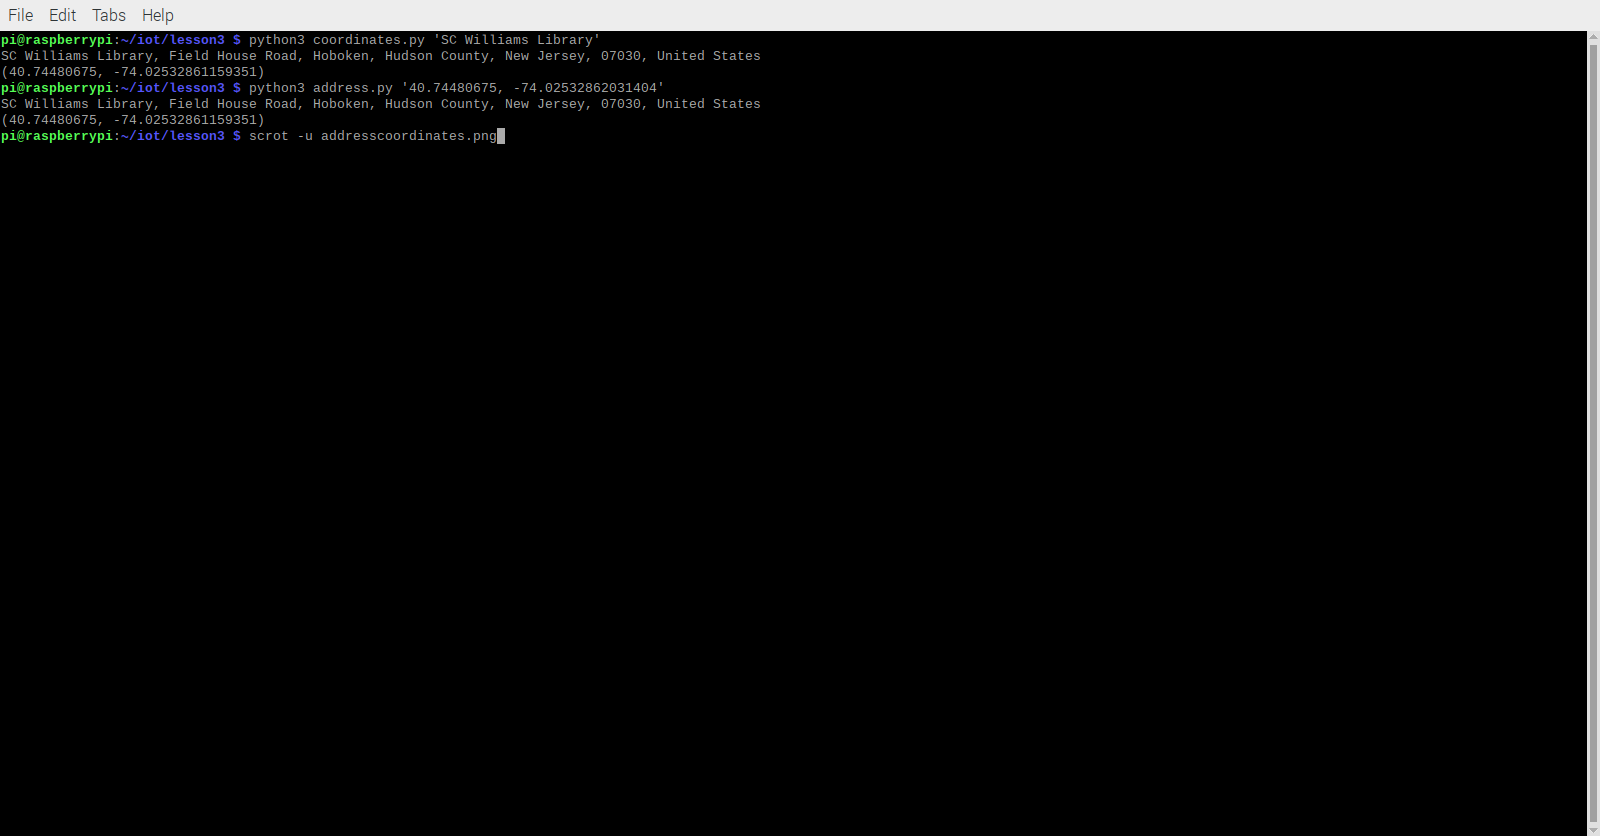 File Edit Tabs Help
pi@raspberrypi:~/iot/lesson3 $ python3 coordinates.py 'SC Williams Library'
SC Williams Library, Field House Road, Hoboken, Hudson County, New Jersey, 07030, United States
(40.74480675, -74.02532861159351)
pi@raspberrypi:~/iot/lesson3 $ python3 address.py '40.74480675, -74.02532862031404'
SC Williams Library, Field House Road, Hoboken, Hudson County, New Jersey, 07030, United States
(40.74480675, -74.02532861159351)
pi@raspberrypi:~/iot/lesson3 $ scrot -u addresscoordinates.png